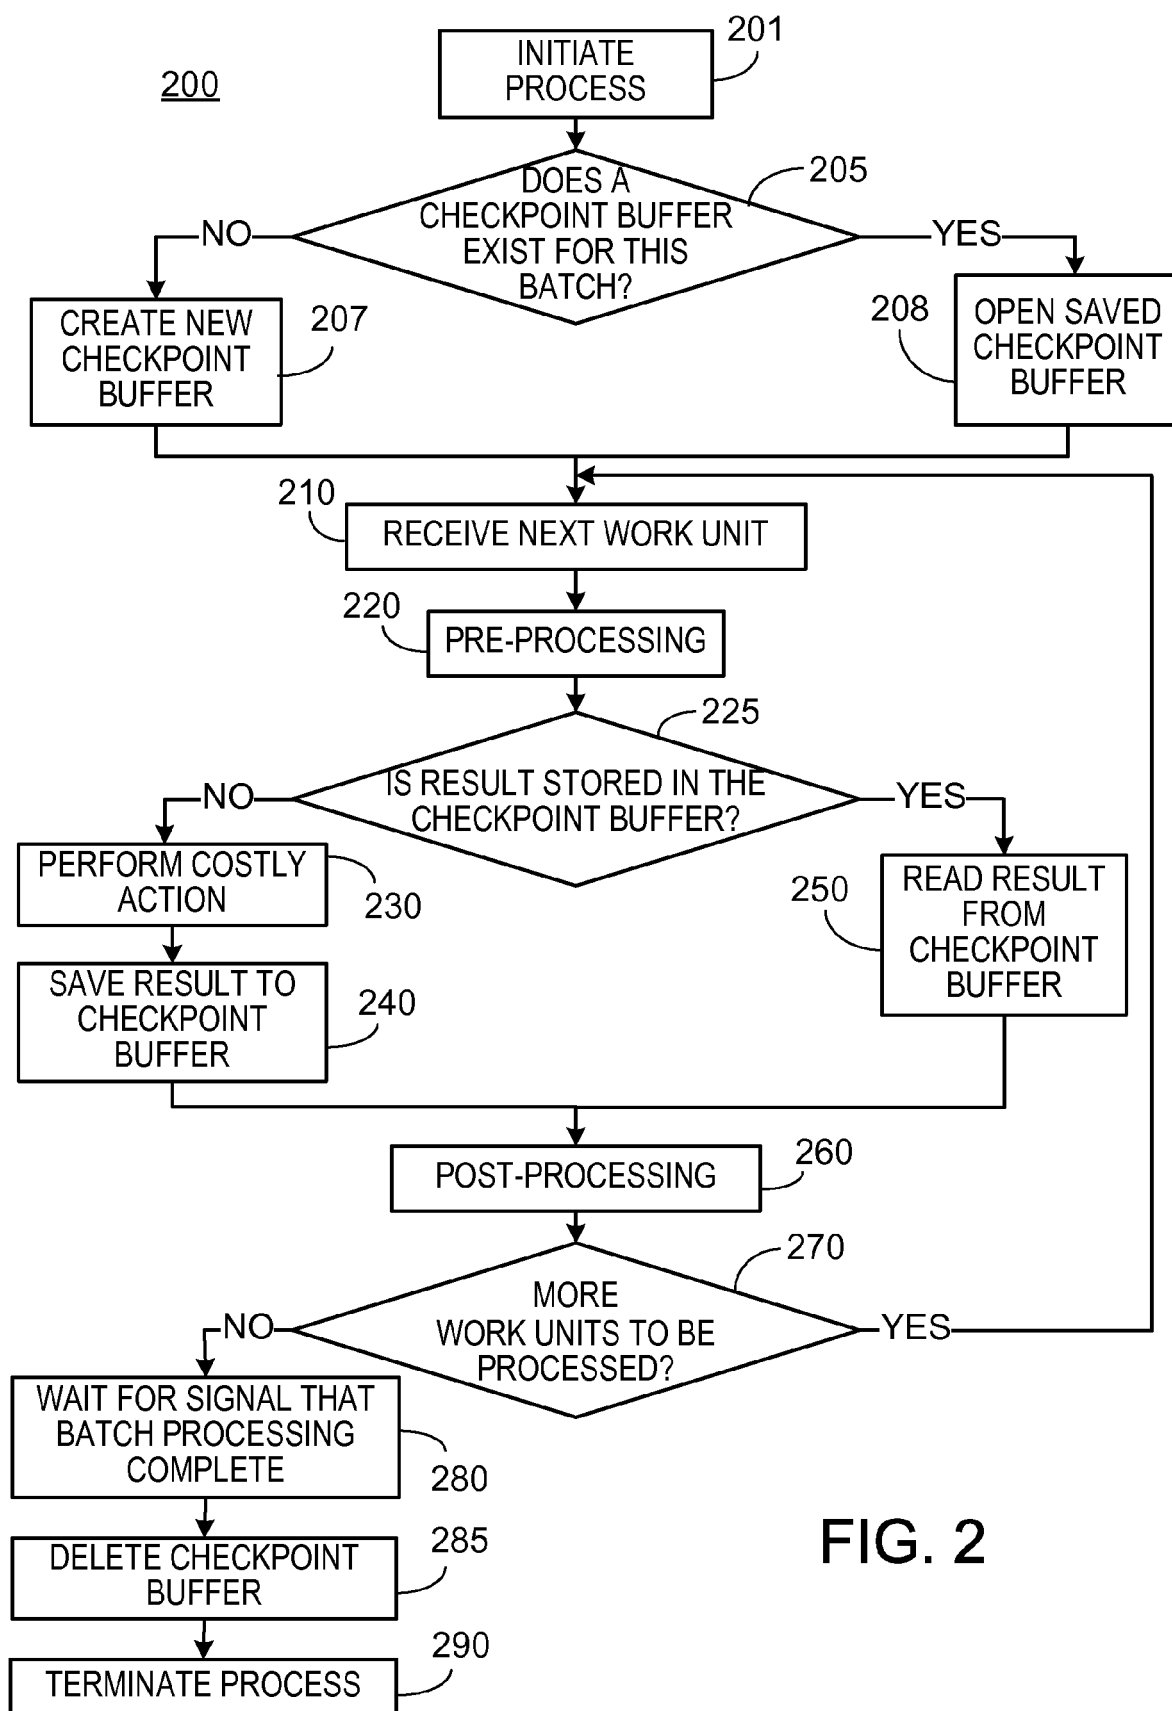 200
INITIATE
PROCESS
201
DOES A
CHECKPOINT BUFFER
EXIST FOR THIS
BATCH?
205
NO
YES
CREATE NEW
CHECKPOINT
BUFFER
207
208
OPEN SAVED
CHECKPOINT
BUFFER
210
RECEIVE NEXT WORK UNIT
220
PRE-PROCESSING
225
IS RESULT STORED IN THE
CHECKPOINT BUFFER?
NO
YES
PERFORM COSTLY
ACTION
230
SAVE RESULT TO
CHECKPOINT
BUFFER
240
250
READ RESULT
FROM
CHECKPOINT
BUFFER
POST-PROCESSING
260
270
MORE
WORK UNITS TO BE
PROCESSED?
NO
YES
WAIT FOR SIGNAL THAT
BATCH PROCESSING
COMPLETE
280
DELETE CHECKPOINT
BUFFER
285
TERMINATE PROCESS
290
FIG. 2